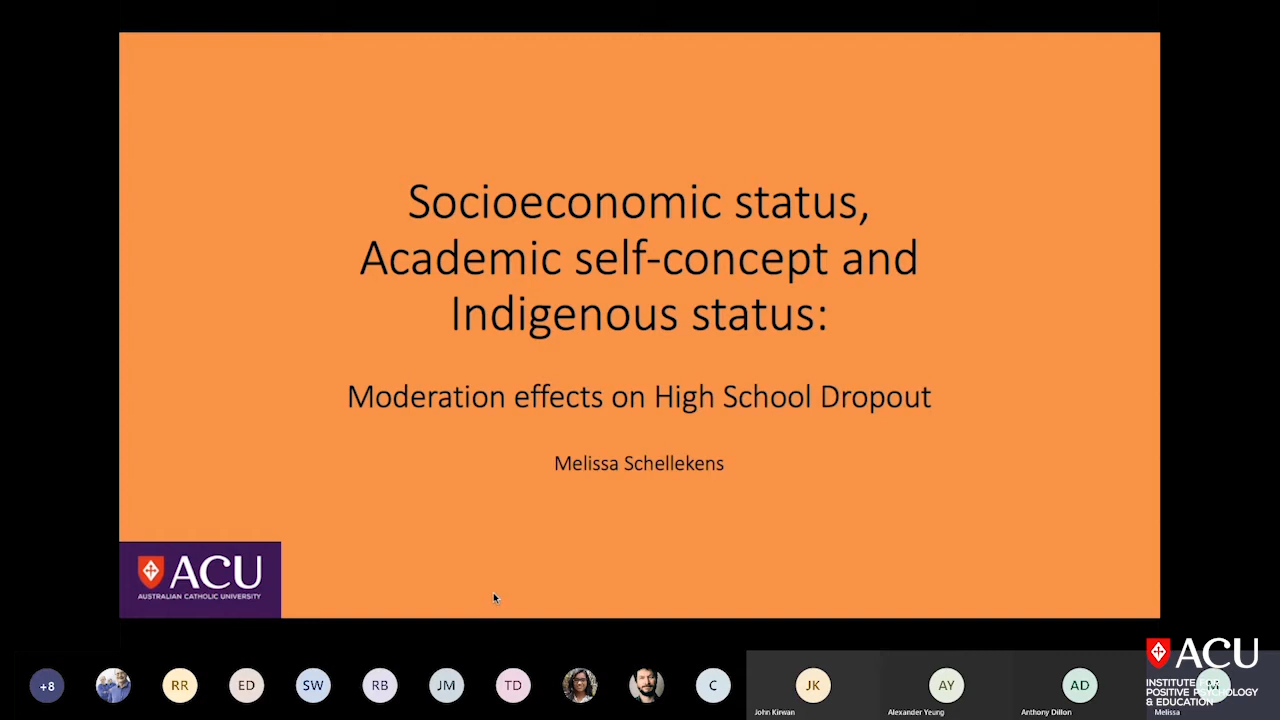 Socioeconomic status,
Academic self-concept and
Indigenous status:
Moderation effects on High School Dropout
Melissa Schellekens
ACU
AUSTRALIAN CATHOLIC UNIVERSITY
+8
RR
ED
SW
RB
JM
TD
C
JK
AY
AD
John Kirwan
Alexander Yeung
Anthony Dillon
Melissa
ACU
INSTITUTE OF
POSITIVE PSYCHOLOGY
& EDUCATION